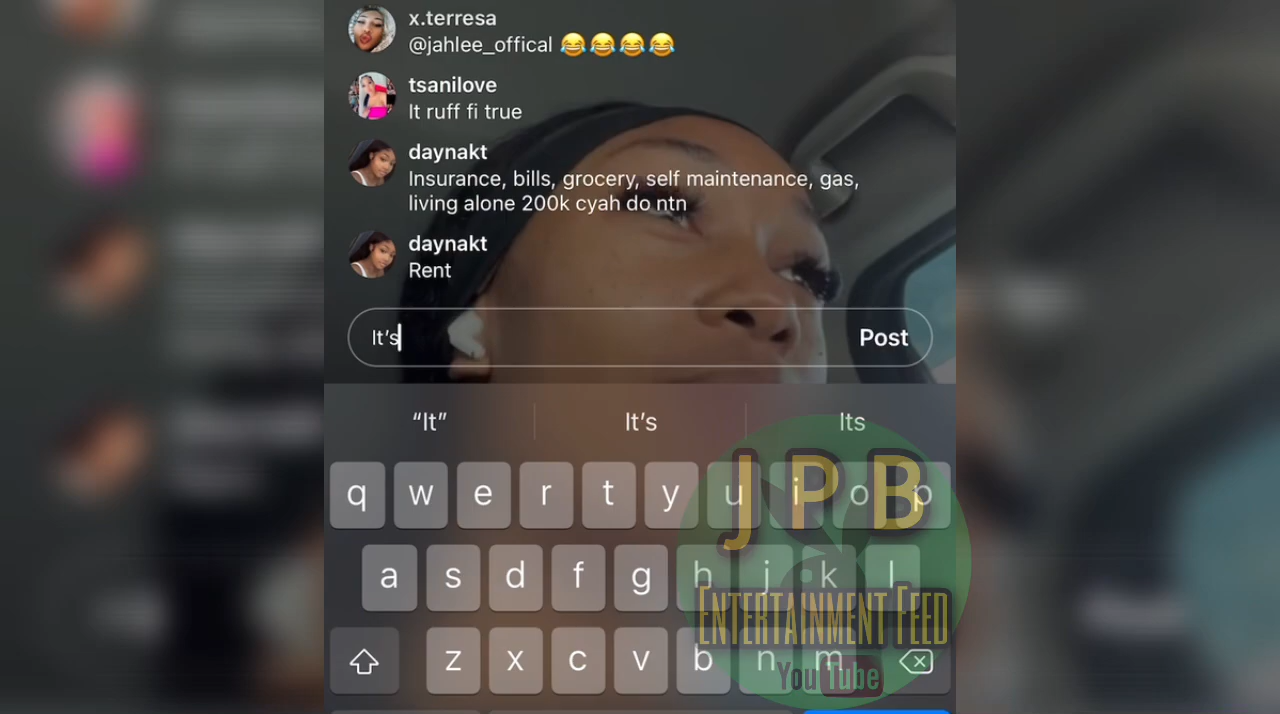 x.terresa
@jahlee_offical 😂😂😂😂
tsanilove
It ruff fi true
daynakt
Insurance, bills, grocery, self maintenance, gas,
living alone 200k cyah do ntn
daynakt
Rent
It’s
Post
“It”
It’s
Its
q w e r t y u i o p
a s d f g h j k l
z x c v b n m
JPB
ENTERTAINMENT FEED
YouTube